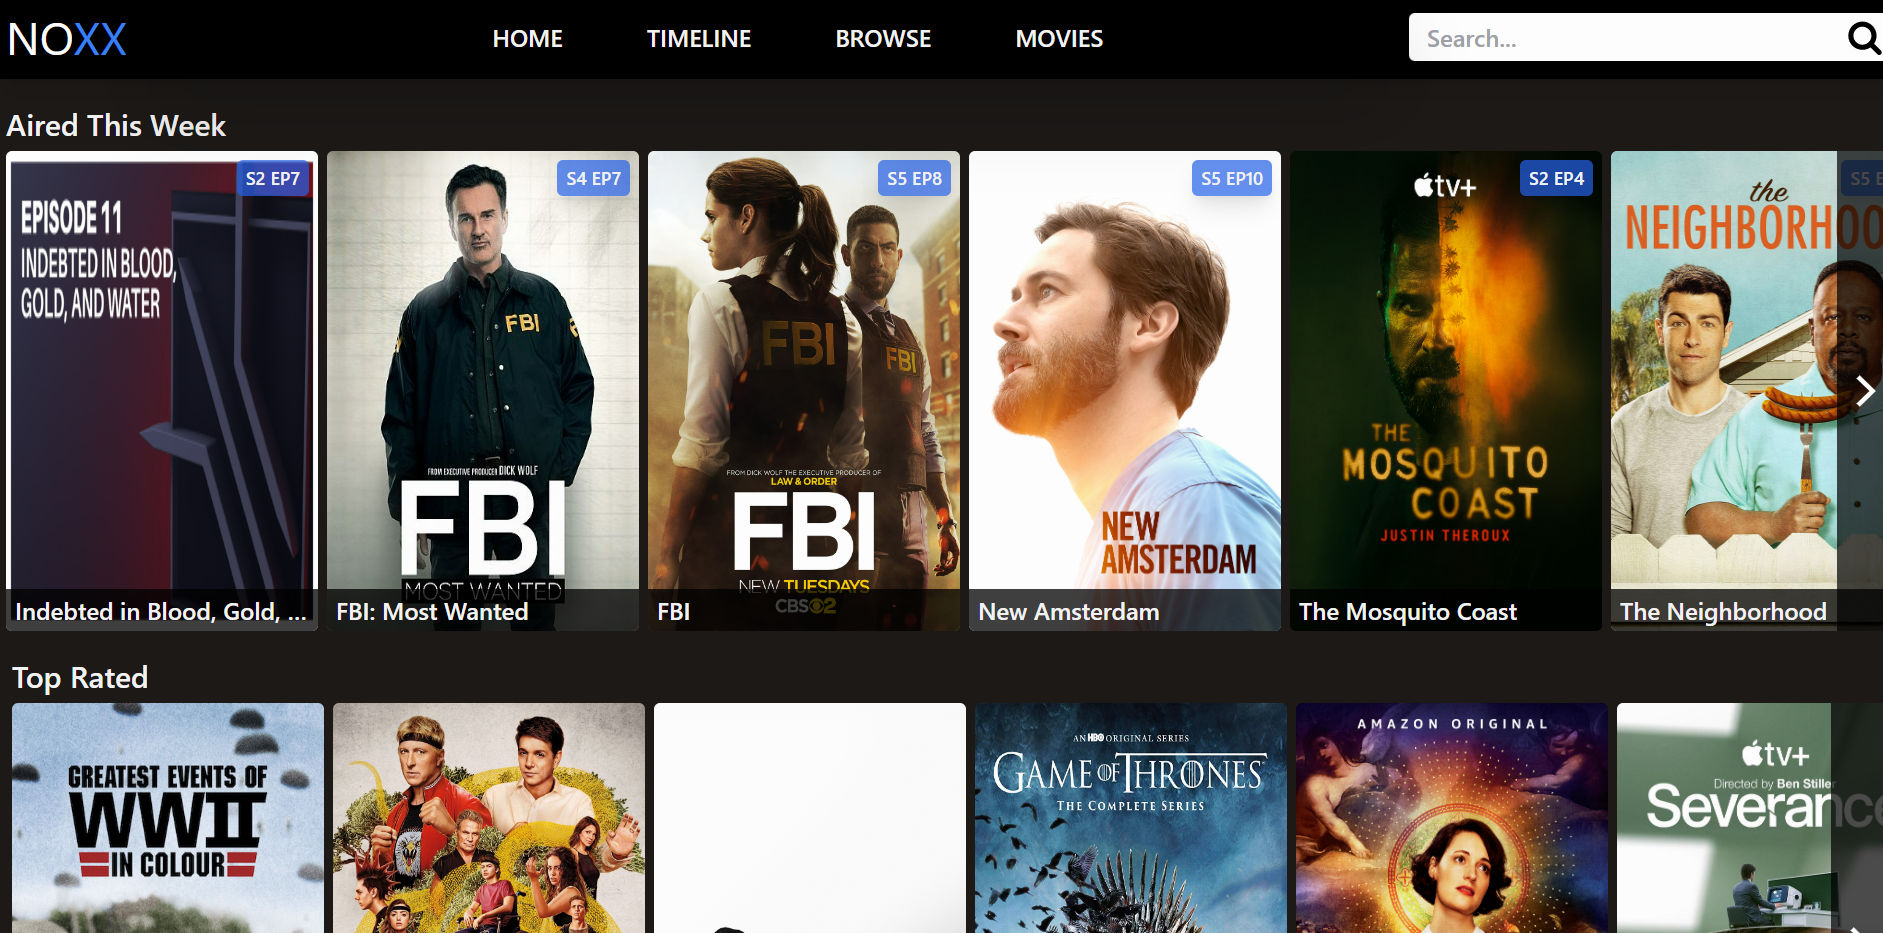 NOXX
HOME
TIMELINE
BROWSE
MOVIES
Search...
Aired This Week
S2 EP7
EPISODE 11
INDEBTED IN BLOOD,
GOLD, AND WATER
Indebted in Blood, Gold, ...
S4 EP7
FBI
FROM EXECUTIVE PRODUCER DICK WOLF
FBI
MOST WANTED
FBI: Most Wanted
S5 EP8
FBI
FBI
FROM DICK WOLF THE EXECUTIVE PRODUCER OF
LAW & ORDER
FBI
NEW TUESDAYS
CBS 2
FBI
S5 EP10
NEW
AMSTERDAM
New Amsterdam
tv+
S2 EP4
THE
MOSQUITO
COAST
JUSTIN THEROUX
The Mosquito Coast
S5 E
the
NEIGHBORHOO
The Neighborhood
Top Rated
GREATEST EVENTS OF
WWII
IN COLOUR
AN HBO ORIGINAL SERIES
GAME OF THRONES
THE COMPLETE SERIES
AMAZON ORIGINAL
tv+
Directed by Ben Stiller
Severance